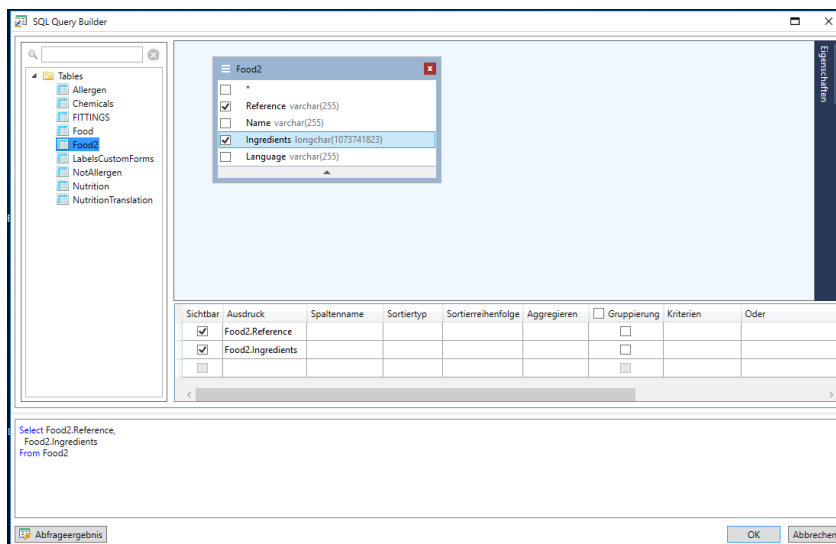 SQL Query Builder
Tables
Allergen
Chemicals
FITTINGS
Food
Food2
LabelsCustomForms
NotAllergen
Nutrition
NutritionTranslation
Food2
*
Reference varchar(255)
Name varchar(255)
Ingredients longchar(1073741823)
Language varchar(255)
Eigenschaften
Sichtbar Ausdruck Spaltenname Sortiertyp Sortierreihenfolge Aggregieren Gruppierung Kriterien Oder
Food2.Reference
Food2.Ingredients
Select Food2.Reference,
Food2.Ingredients
From Food2
Abfrageergebnis OK Abbrechen